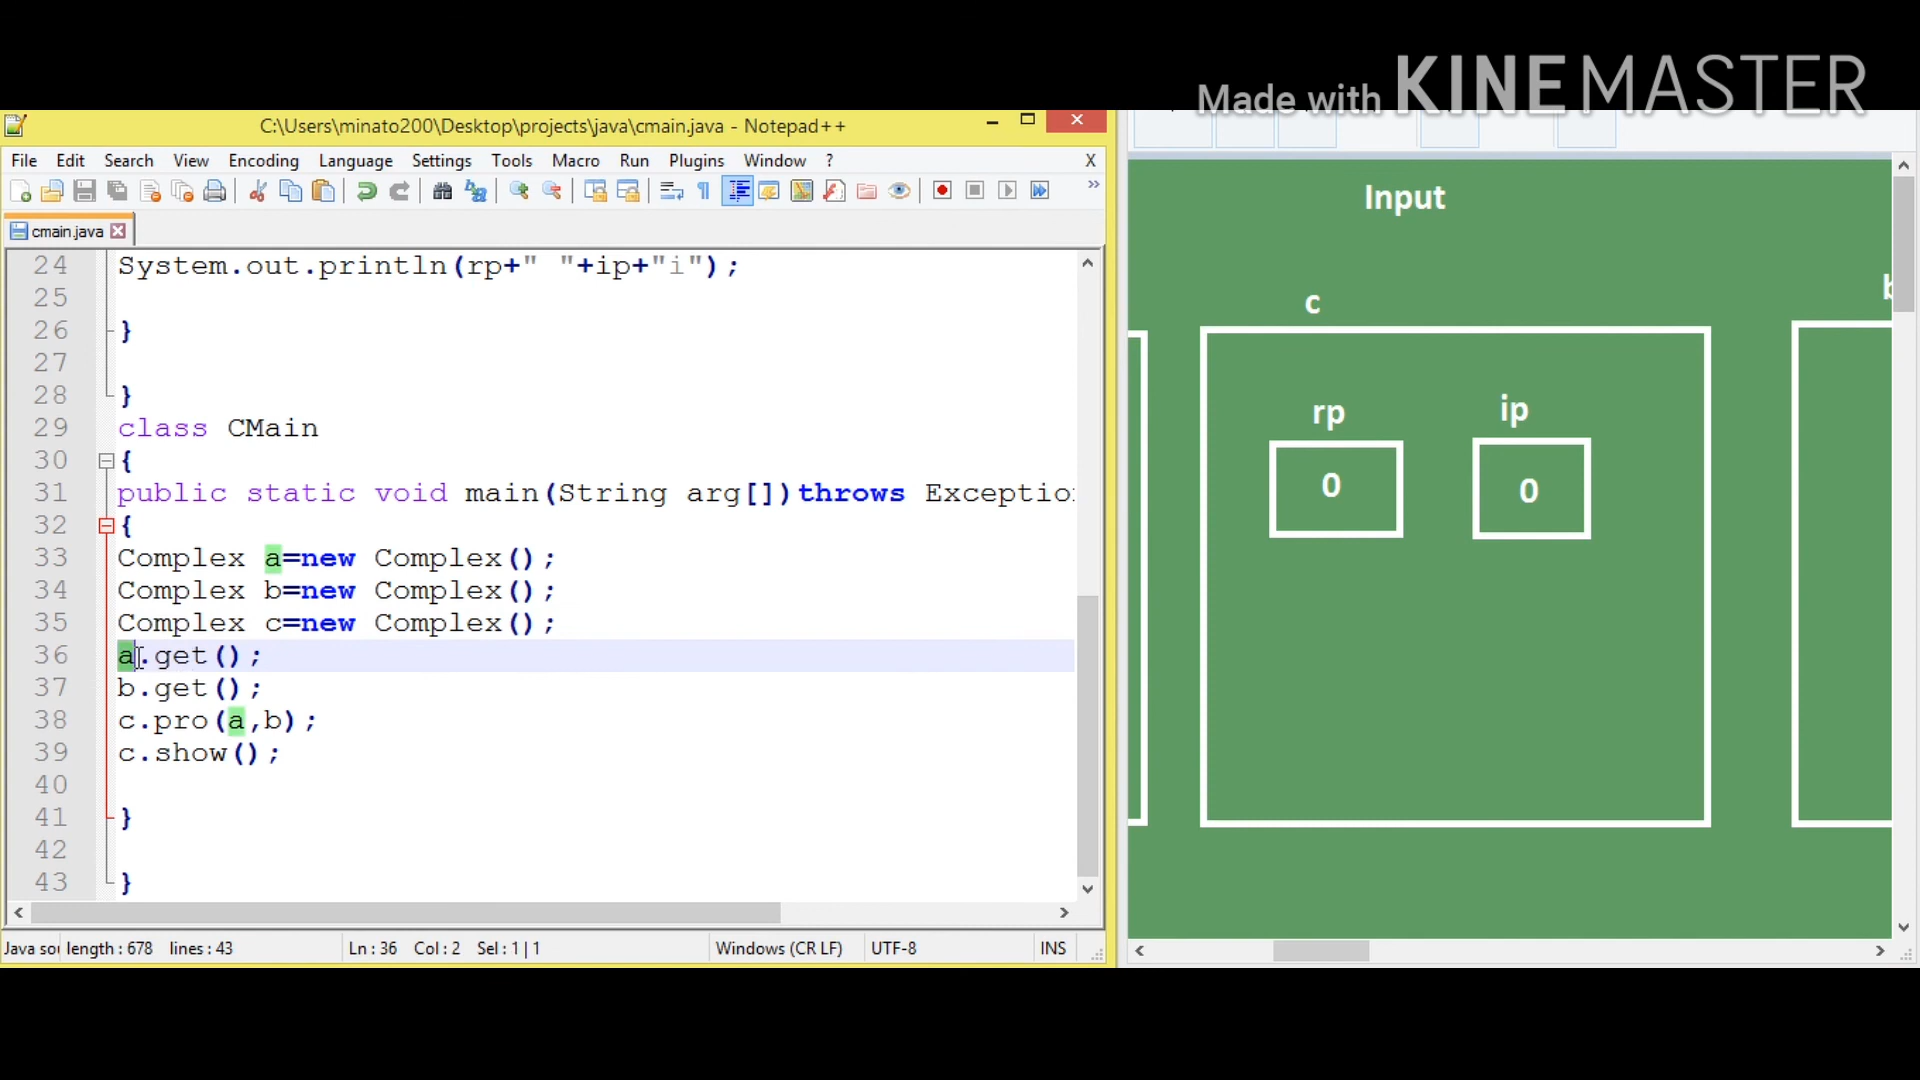 Made with KINEMASTER
C:\Users\minato200\Desktop\projects\java\cmain.java - Notepad++
File Edit Search View Encoding Language Settings Tools Macro Run Plugins Window ? X
cmain.java
24 System.out.println(rp+" "+ip+"i");
25
26 }
27
28 }
29 class CMain
30 {
31 public static void main(String arg[])throws Exceptio
32 {
33 Complex a=new Complex();
34 Complex b=new Complex();
35 Complex c=new Complex();
36 a.get();
37 b.get();
38 c.pro(a,b);
39 c.show();
40
41 }
42
43 }
Java so length : 678 lines : 43 Ln : 36 Col : 2 Sel : 1 | 1 Windows (CR LF) UTF-8 INS
Input
c
rp ip
0 0